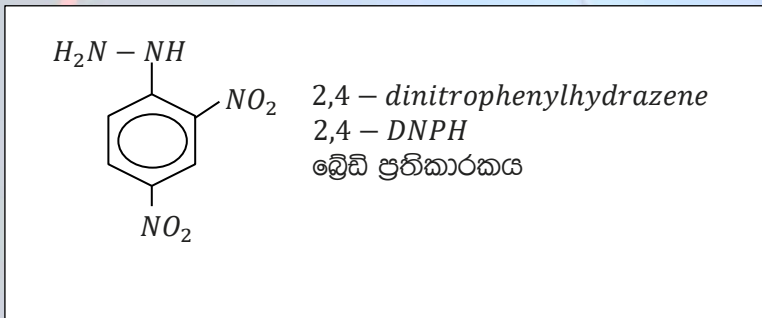 H₂N − NH
NO₂
2,4 − dinitrophenylhydrazene
2,4 − DNPH
බ්‍රේඩි ප්‍රතිකාරකය
NO₂